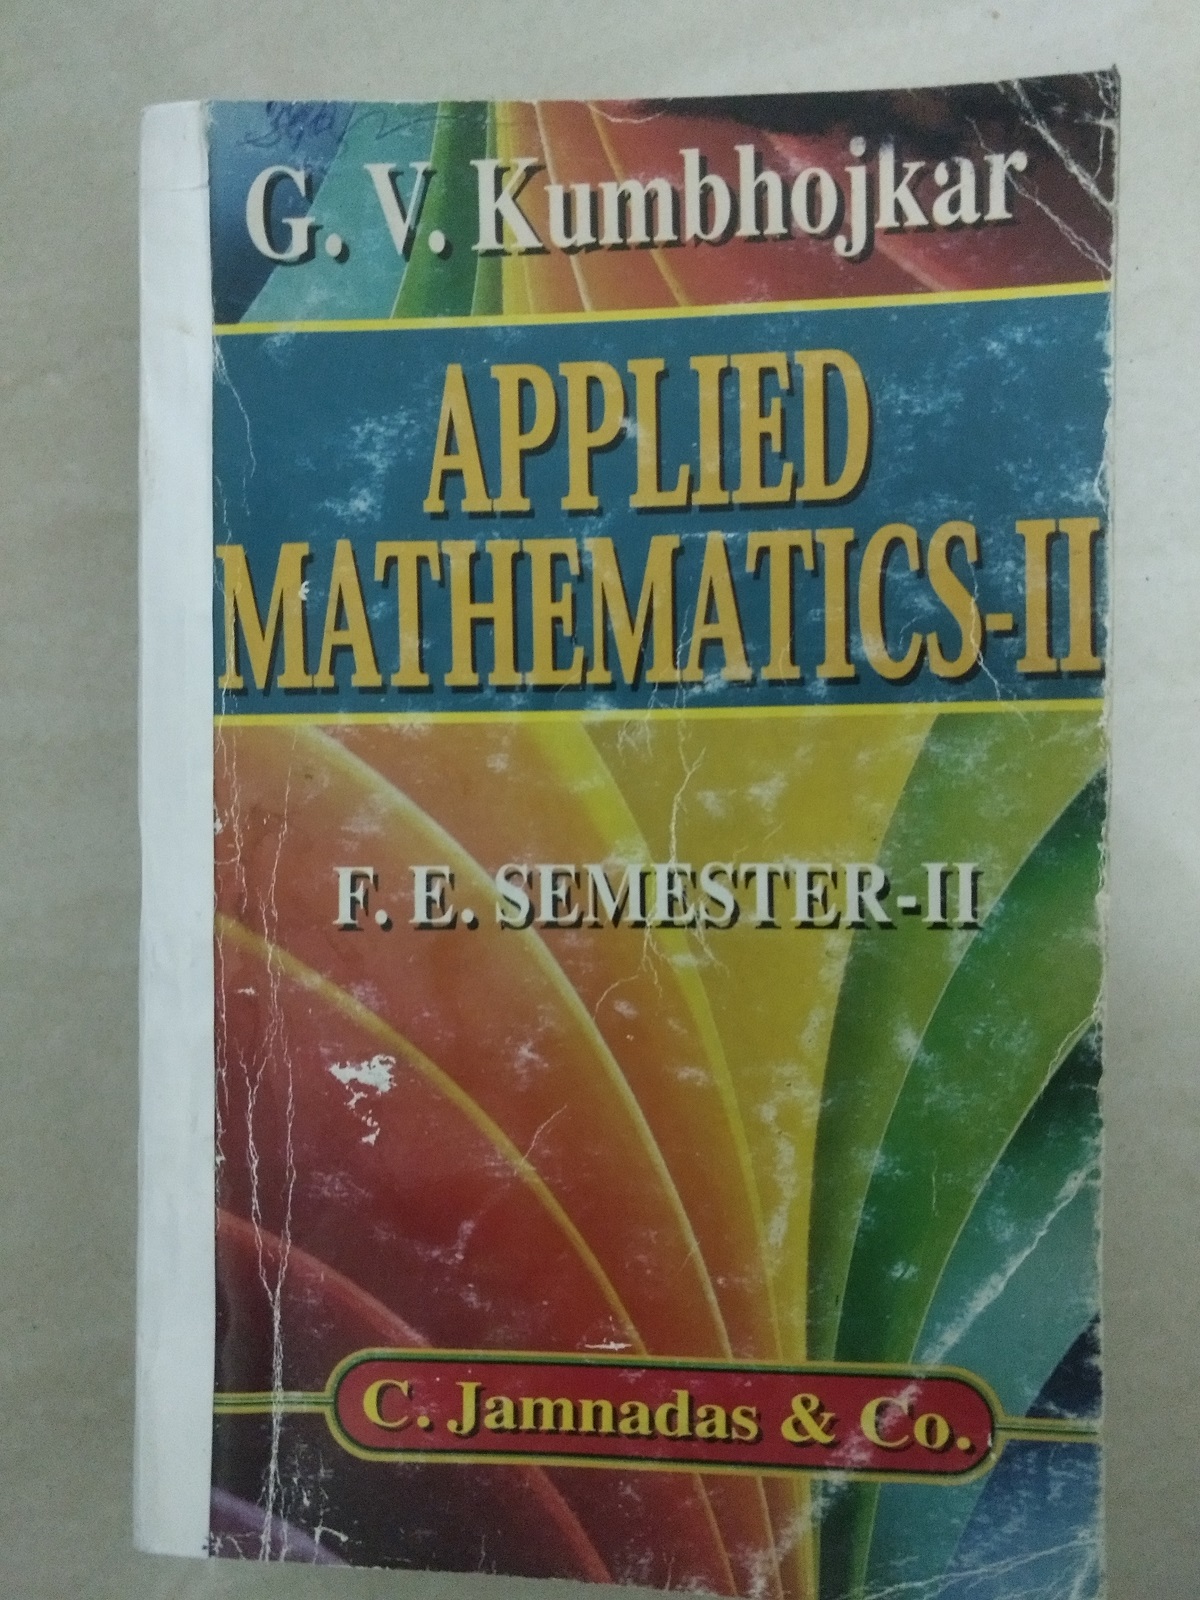 G. V. Kumbhojkar
APPLIED
MATHEMATICS-II
F. E. SEMESTER-II
C. Jamnadas & Co.